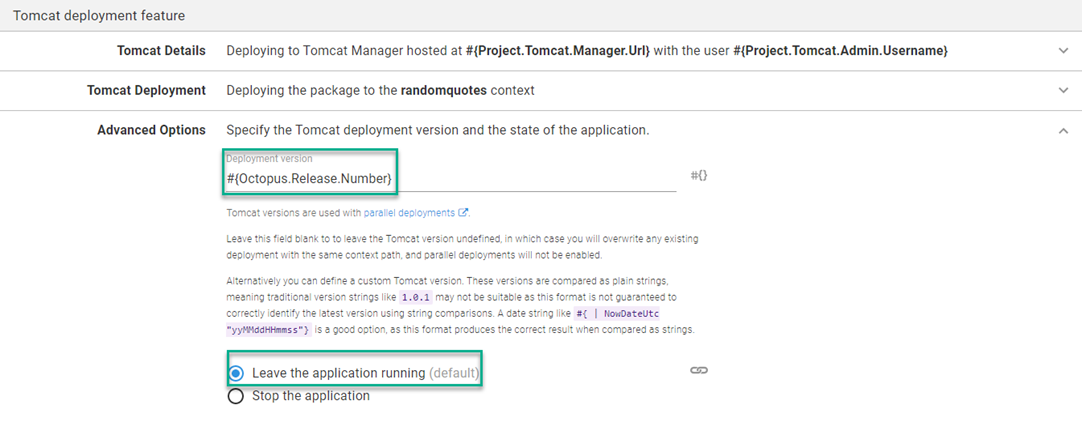 Tomcat deployment feature
Tomcat Details Deploying to Tomcat Manager hosted at #{Project.Tomcat.Manager.Url} with the user #{Project.Tomcat.Admin.Username}
Tomcat Deployment Deploying the package to the randomquotes context
Advanced Options Specify the Tomcat deployment version and the state of the application.
Deployment version
#{Octopus.Release.Number} #{}
Tomcat versions are used with parallel deployments.
Leave this field blank to to leave the Tomcat version undefined, in which case you will overwrite any existing
deployment with the same context path, and parallel deployments will not be enabled.
Alternatively you can define a custom Tomcat version. These versions are compared as plain strings,
meaning traditional version strings like 1.0.1 may not be suitable as this format is not guaranteed to
correctly identify the latest version using string comparisons. A date string like #{ | NowDateUtc
"yyMMddHHmmss"} is a good option, as this format produces the correct result when compared as strings.
Leave the application running (default)
Stop the application